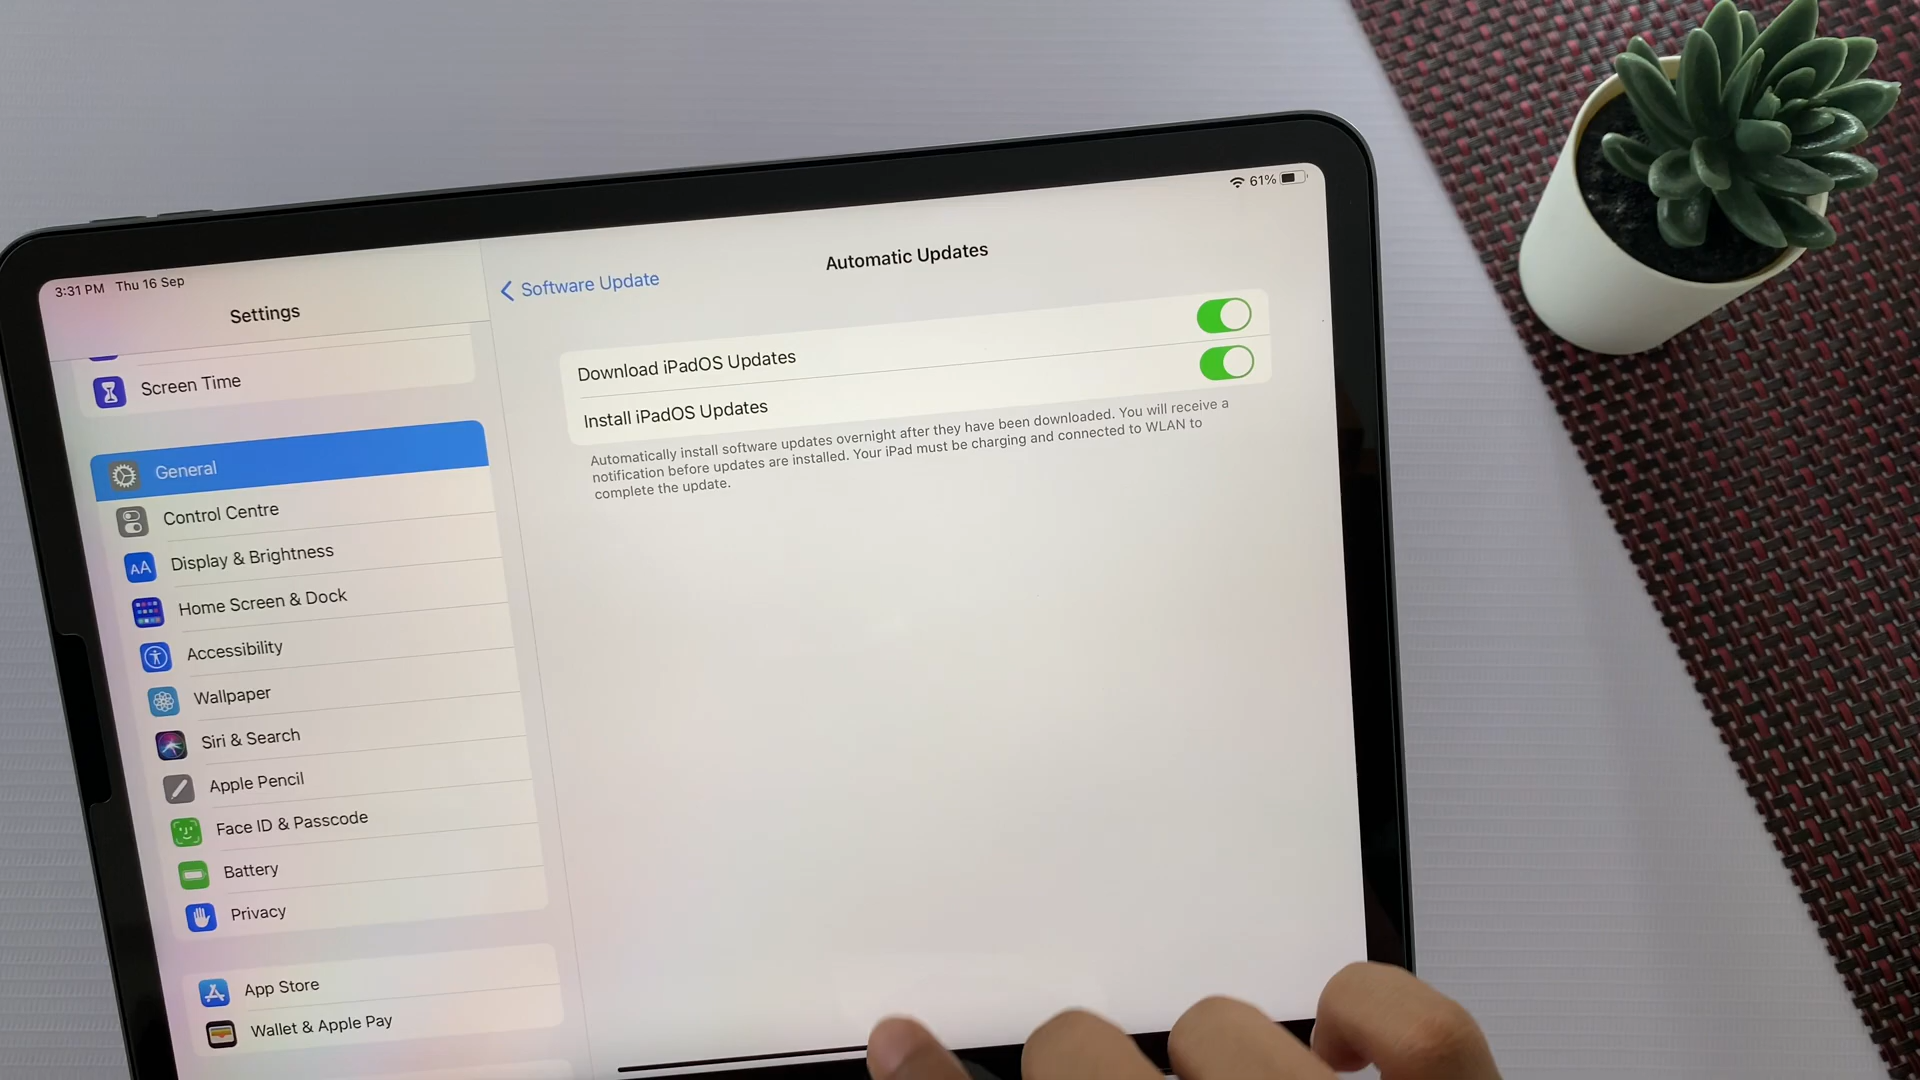 3:31 PM Thu 16 Sep
61%
Settings
Screen Time
General
Control Centre
AA
Display & Brightness
Home Screen & Dock
Accessibility
Wallpaper
Siri & Search
Apple Pencil
Face ID & Passcode
Battery
Privacy
App Store
Wallet & Apple Pay
Software Update
Automatic Updates
Download iPadOS Updates
Install iPadOS Updates
Automatically install software updates overnight after they have been downloaded. You will receive a
notification before updates are installed. Your iPad must be charging and connected to WLAN to
complete the update.